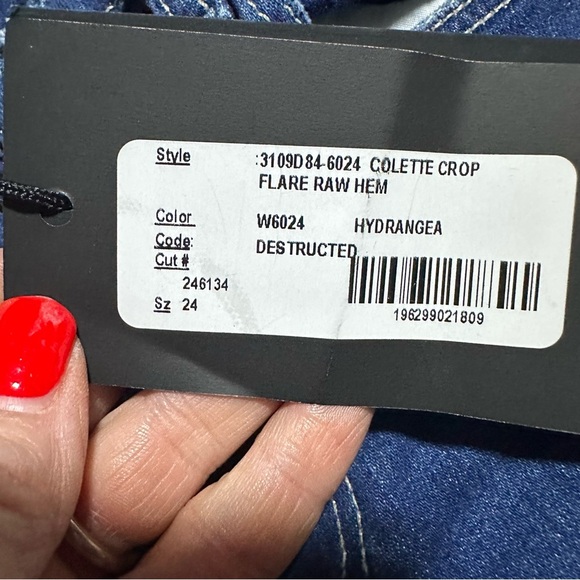 Style :3109D84-6024 COLETTE CROP
FLARE RAW HEM
Color W6024 HYDRANGEA
Code: DESTRUCTED
Cut #
246134
Sz 24
196299021809